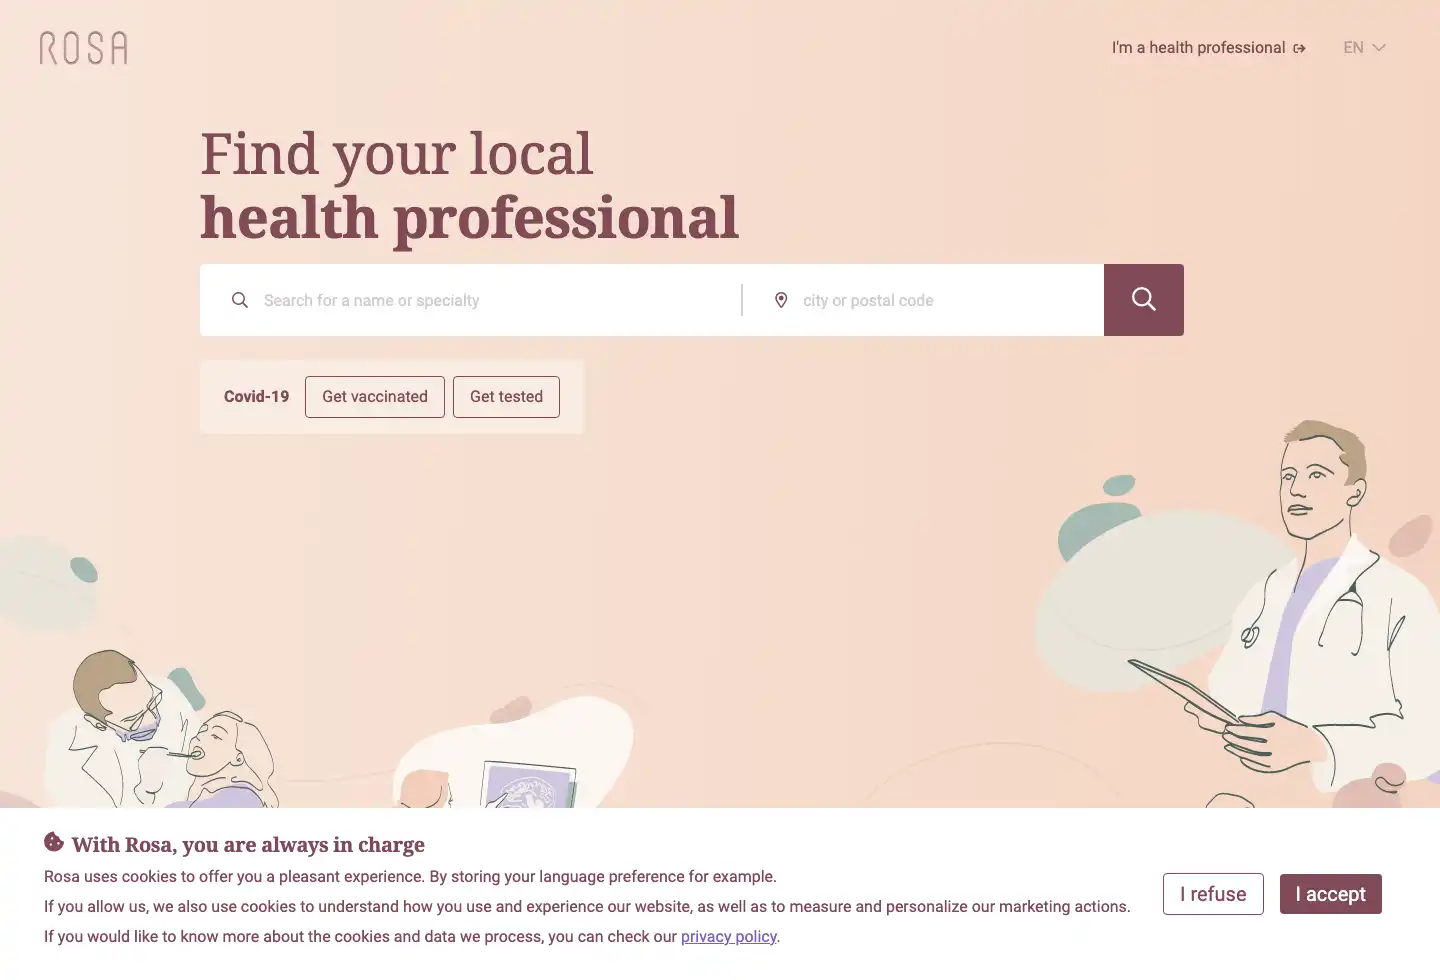 ROSA
I'm a health professional
EN
Find your local
health professional
Search for a name or specialty
city or postal code
Covid-19
Get vaccinated
Get tested
With Rosa, you are always in charge
Rosa uses cookies to offer you a pleasant experience. By storing your language preference for example.
If you allow us, we also use cookies to understand how you use and experience our website, as well as to measure and personalize our marketing actions.
If you would like to know more about the cookies and data we process, you can check our privacy policy.
I refuse
I accept